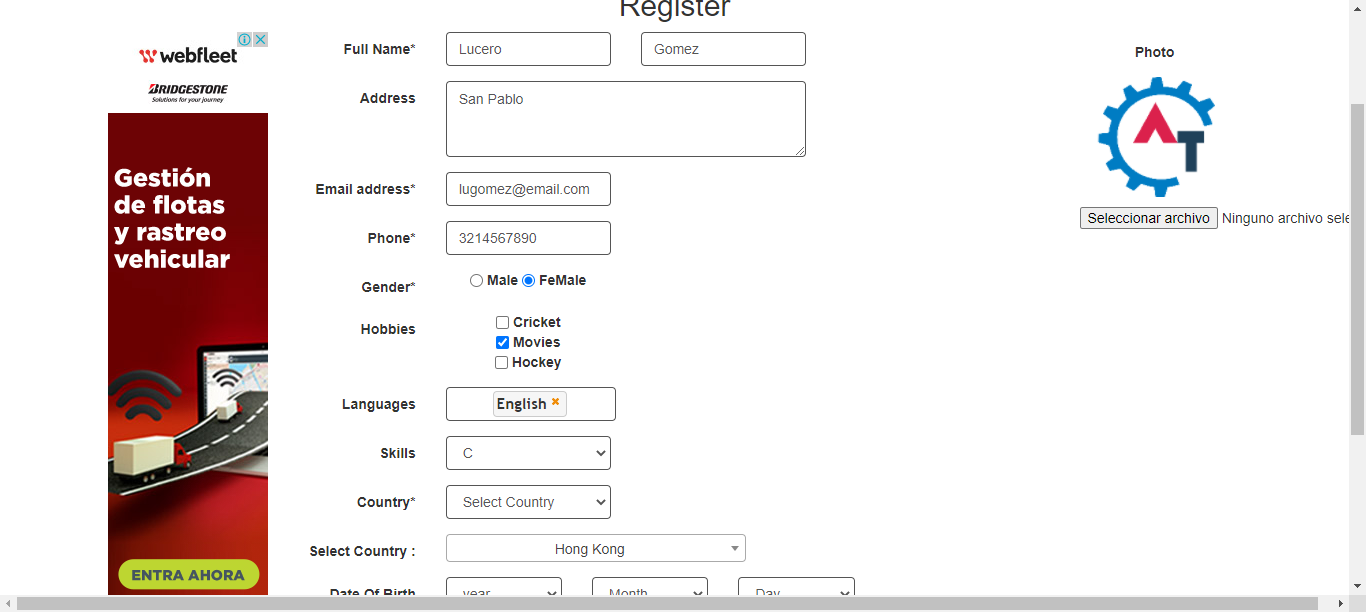 Register
webfleet
BRIDGESTONE
Solutions for your journey
Gestión
de flotas
y rastreo
vehicular
ENTRA AHORA
Full Name*
Lucero
Gomez
Address
San Pablo
Email address*
lugomez@email.com
Phone*
3214567890
Gender*
Male
FeMale
Hobbies
Cricket
Movies
Hockey
Languages
English
Skills
C
Country*
Select Country
Select Country :
Hong Kong
Date Of Birth
year
Month
Day
Photo
AT
Seleccionar archivo
Ninguno archivo sele